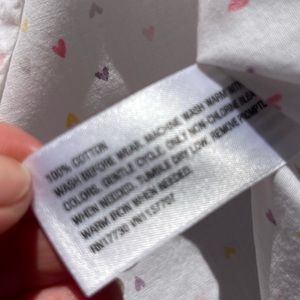 100% COTTON
WASH BEFORE WEAR. MACHINE WASH WARM WITH
COLORS, GENTLE CYCLE. ONLY NON-CHLORINE BLEACH
WHEN NEEDED. TUMBLE DRY LOW. REMOVE PROMPTLY.
WARM IRON WHEN NEEDED.
RN17730 VN1137707